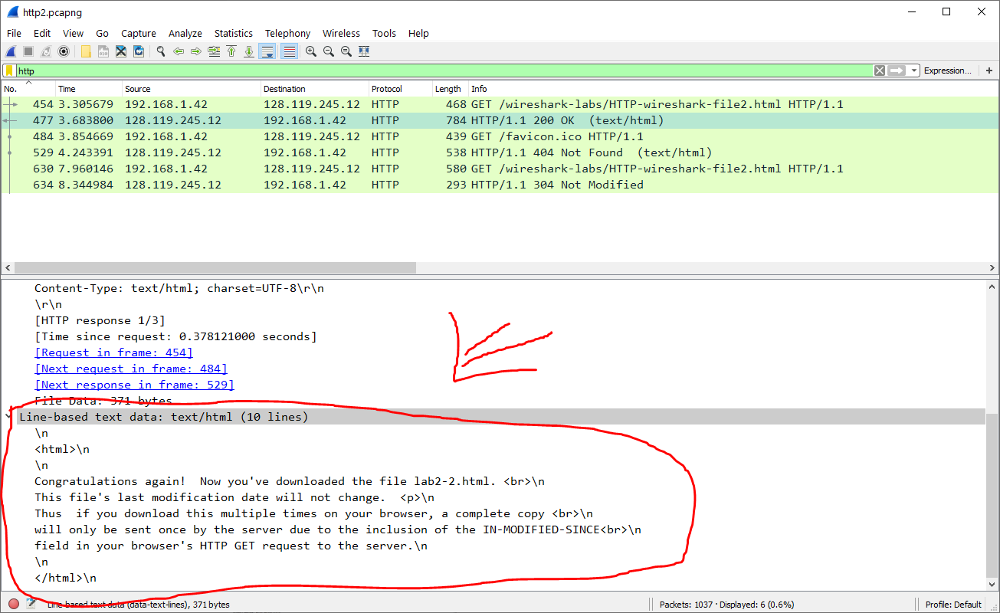 http2.pcapng
File Edit View Go Capture Analyze Statistics Telephony Wireless Tools Help
http Expression... +
No. Time Source Destination Protocol Length Info
454 3.305679 192.168.1.42 128.119.245.12 HTTP 468 GET /wireshark-labs/HTTP-wireshark-file2.html HTTP/1.1
477 3.683800 128.119.245.12 192.168.1.42 HTTP 784 HTTP/1.1 200 OK  (text/html)
484 3.854669 192.168.1.42 128.119.245.12 HTTP 439 GET /favicon.ico HTTP/1.1
529 4.243391 128.119.245.12 192.168.1.42 HTTP 538 HTTP/1.1 404 Not Found  (text/html)
630 7.960146 192.168.1.42 128.119.245.12 HTTP 580 GET /wireshark-labs/HTTP-wireshark-file2.html HTTP/1.1
634 8.344984 128.119.245.12 192.168.1.42 HTTP 293 HTTP/1.1 304 Not Modified
Content-Type: text/html; charset=UTF-8\r\n
\r\n
[HTTP response 1/3]
[Time since request: 0.378121000 seconds]
[Request in frame: 454]
[Next request in frame: 484]
[Next response in frame: 529]
File Data: 371 bytes
Line-based text data: text/html (10 lines)
\n
<html>\n
\n
Congratulations again!  Now you've downloaded the file lab2-2.html. <br>\n
This file's last modification date will not change.  <p>\n
Thus  if you download this multiple times on your browser, a complete copy <br>\n
will only be sent once by the server due to the inclusion of the IN-MODIFIED-SINCE<br>\n
field in your browser's HTTP GET request to the server.\n
\n
</html>\n
Line-based text data (data-text-lines), 371 bytes Packets: 1037 · Displayed: 6 (0.6%) Profile: Default